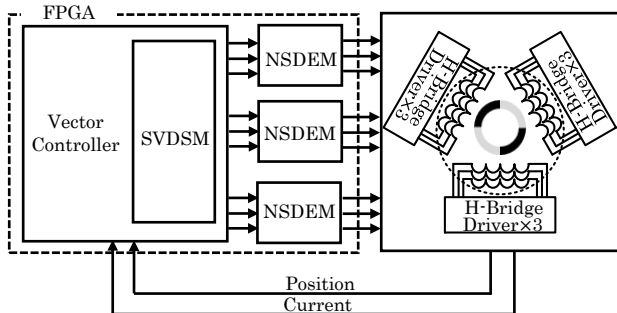 FPGA
Vector
Controller
SVDSM
NSDEM
NSDEM
NSDEM
H-Bridge
Driver×3
H-Bridge
Driver×3
H-Bridge
Driver×3
Position
Current